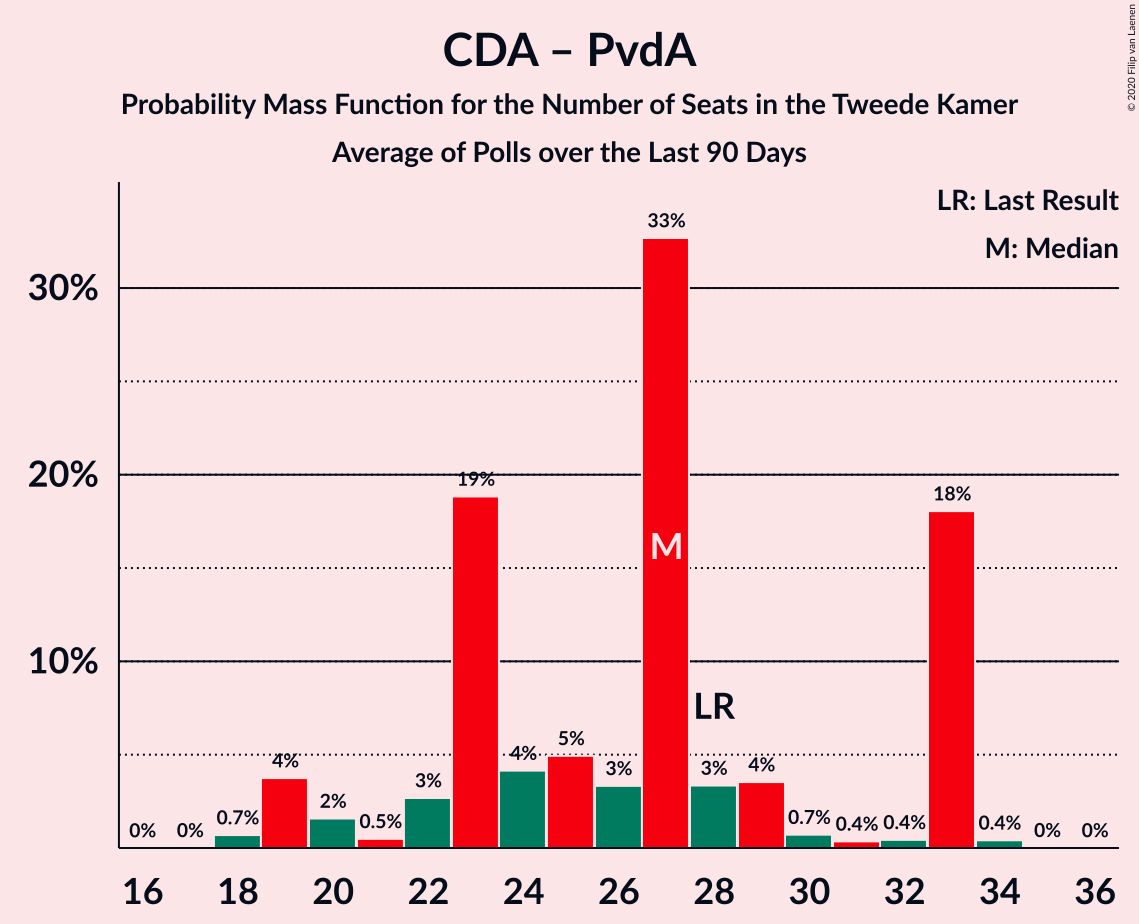 CDA – PvdA
Probability Mass Function for the Number of Seats in the Tweede Kamer
Average of Polls over the Last 90 Days
© 2020 Filip van Laenen
LR: Last Result
M: Median
30%
20%
10%
0% 0% 0.7% 4% 2% 0.5% 3% 19% 4% 5% 3% 33% 3% 4% 0.7% 0.4% 0.4% 18% 0.4% 0% 0%
M
LR
16 18 20 22 24 26 28 30 32 34 36